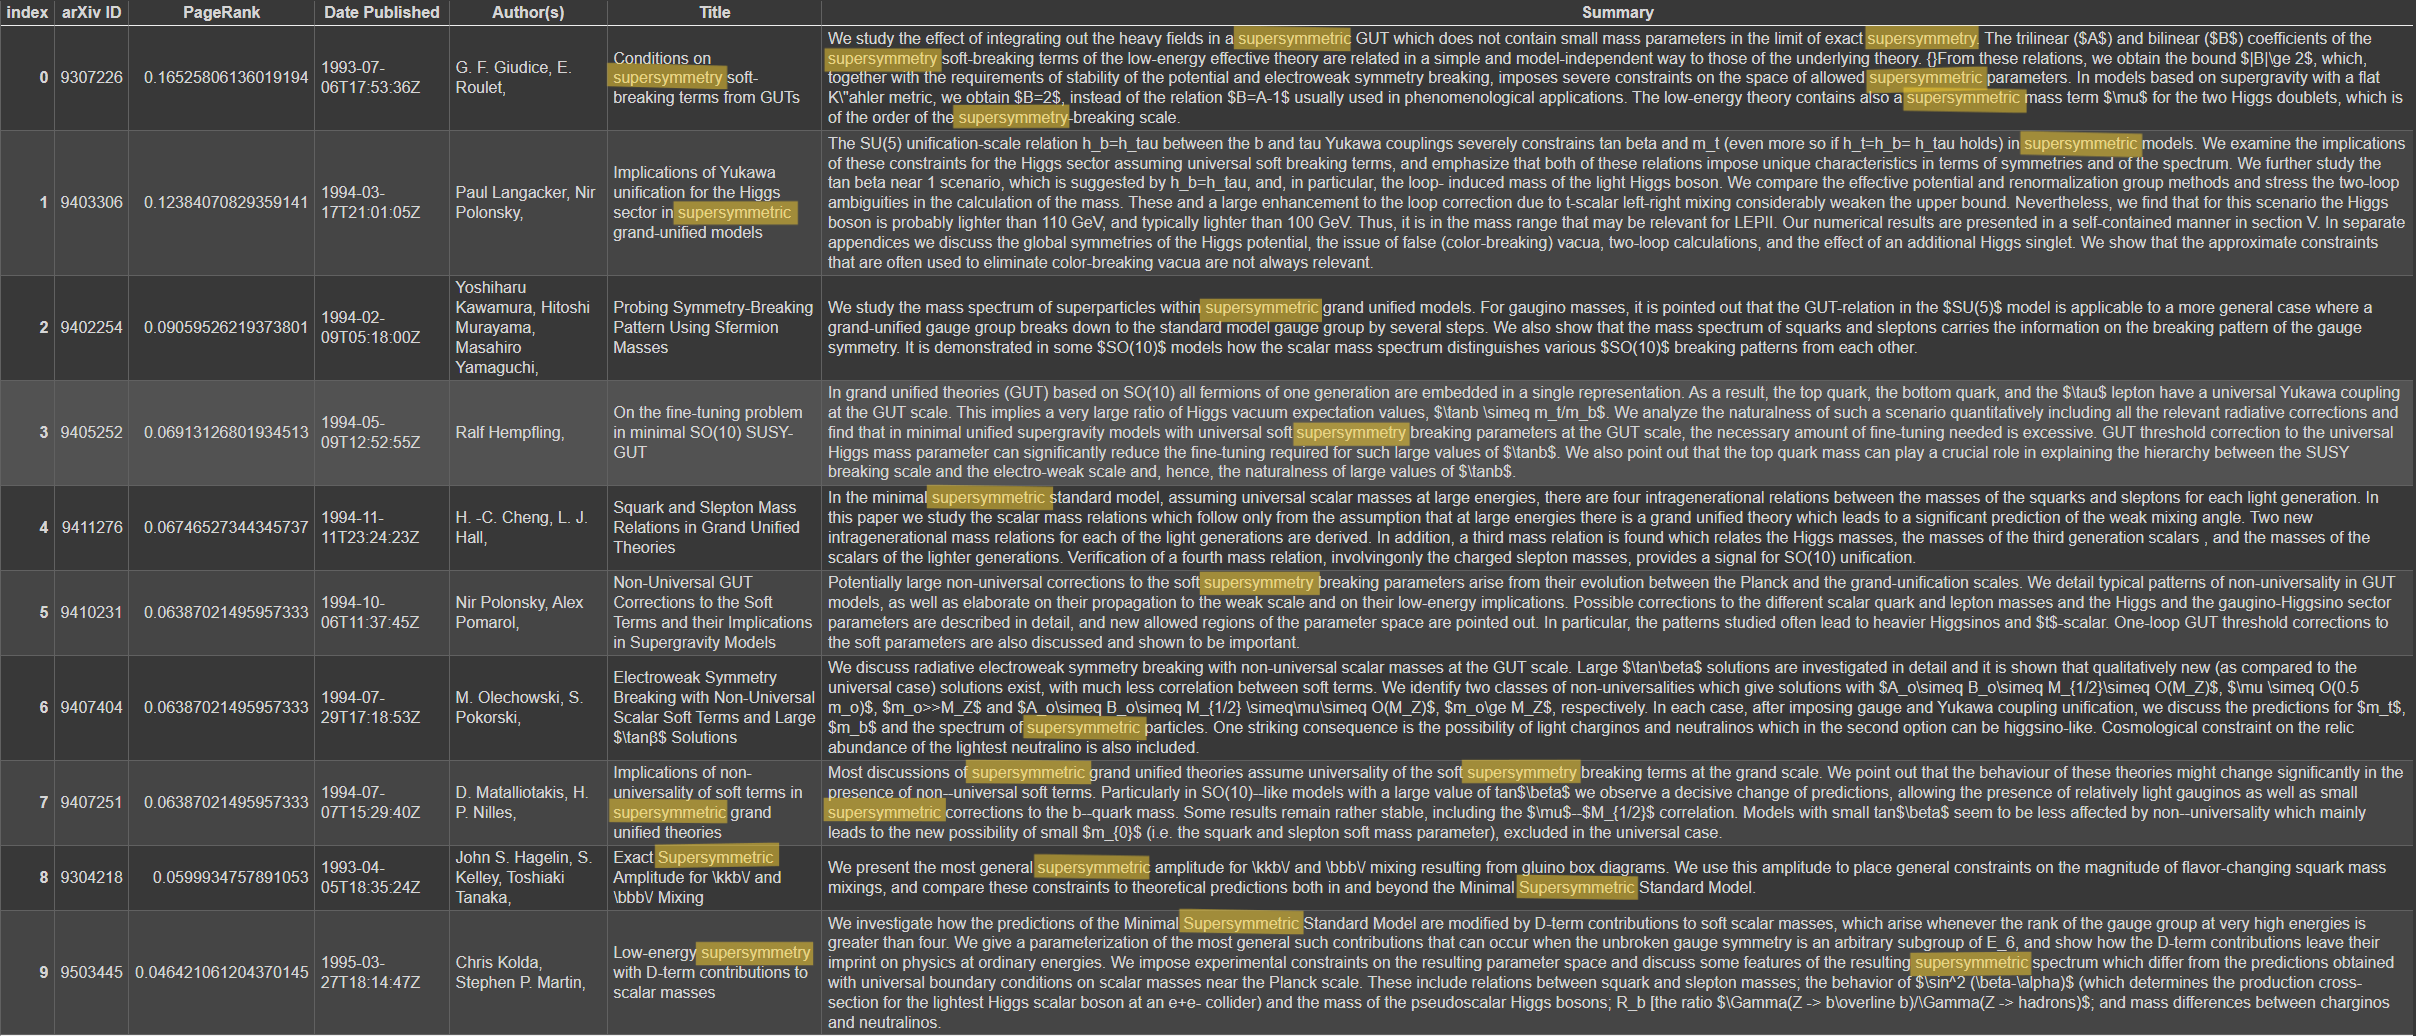 index arXiv ID PageRank Date Published Author(s) Title Summary
0 9307226 0.16525806136019194
1993-07-
06T17:53:36Z
G. F. Giudice, E.
Roulet,
Conditions on
supersymmetry soft-
breaking terms from GUTs
We study the effect of integrating out the heavy fields in a supersymmetric GUT which does not contain small mass parameters in the limit of exact supersymmetry. The trilinear ($A$) and bilinear ($B$) coefficients of the
supersymmetry soft-breaking terms of the low-energy effective theory are related in a simple and model-independent way to those of the underlying theory. {}From these relations, we obtain the bound $|B|\ge 2$, which,
together with the requirements of stability of the potential and electroweak symmetry breaking, imposes severe constraints on the space of allowed supersymmetric parameters. In models based on supergravity with a flat
K\"ahler metric, we obtain $B=2$, instead of the relation $B=A-1$ usually used in phenomenological applications. The low-energy theory contains also a supersymmetric mass term $\mu$ for the two Higgs doublets, which is
of the order of the supersymmetry-breaking scale.
1 9403306 0.12384070829359141
1994-03-
17T21:01:05Z
Paul Langacker, Nir
Polonsky,
Implications of Yukawa
unification for the Higgs
sector in supersymmetric
grand-unified models
The SU(5) unification-scale relation h_b=h_tau between the b and tau Yukawa couplings severely constrains tan beta and m_t (even more so if h_t=h_b= h_tau holds) in supersymmetric models. We examine the implications
of these constraints for the Higgs sector assuming universal soft breaking terms, and emphasize that both of these relations impose unique characteristics in terms of symmetries and of the spectrum. We further study the
tan beta near 1 scenario, which is suggested by h_b=h_tau, and, in particular, the loop- induced mass of the light Higgs boson. We compare the effective potential and renormalization group methods and stress the two-loop
ambiguities in the calculation of the mass. These and a large enhancement to the loop correction due to t-scalar left-right mixing considerably weaken the upper bound. Nevertheless, we find that for this scenario the Higgs
boson is probably lighter than 110 GeV, and typically lighter than 100 GeV. Thus, it is in the mass range that may be relevant for LEPII. Our numerical results are presented in a self-contained manner in section V. In separate
appendices we discuss the global symmetries of the Higgs potential, the issue of false (color-breaking) vacua, two-loop calculations, and the effect of an additional Higgs singlet. We show that the approximate constraints
that are often used to eliminate color-breaking vacua are not always relevant.
2 9402254 0.09059526219373801
1994-02-
09T05:18:00Z
Yoshiharu
Kawamura, Hitoshi
Murayama,
Masahiro
Yamaguchi,
Probing Symmetry-Breaking
Pattern Using Sfermion
Masses
We study the mass spectrum of superparticles within supersymmetric grand unified models. For gaugino masses, it is pointed out that the GUT-relation in the $SU(5)$ model is applicable to a more general case where a
grand-unified gauge group breaks down to the standard model gauge group by several steps. We also show that the mass spectrum of squarks and sleptons carries the information on the breaking pattern of the gauge
symmetry. It is demonstrated in some $SO(10)$ models how the scalar mass spectrum distinguishes various $SO(10)$ breaking patterns from each other.
3 9405252 0.06913126801934513
1994-05-
09T12:52:55Z
Ralf Hempfling,
On the fine-tuning problem
in minimal SO(10) SUSY-
GUT
In grand unified theories (GUT) based on SO(10) all fermions of one generation are embedded in a single representation. As a result, the top quark, the bottom quark, and the $\tau$ lepton have a universal Yukawa coupling
at the GUT scale. This implies a very large ratio of Higgs vacuum expectation values, $\tanb \simeq m_t/m_b$. We analyze the naturalness of such a scenario quantitatively including all the relevant radiative corrections and
find that in minimal unified supergravity models with universal soft supersymmetry breaking parameters at the GUT scale, the necessary amount of fine-tuning needed is excessive. GUT threshold correction to the universal
Higgs mass parameter can significantly reduce the fine-tuning required for such large values of $\tanb$. We also point out that the top quark mass can play a crucial role in explaining the hierarchy between the SUSY
breaking scale and the electro-weak scale and, hence, the naturalness of large values of $\tanb$.
4 9411276 0.06746527344345737
1994-11-
11T23:24:23Z
H. -C. Cheng, L. J.
Hall,
Squark and Slepton Mass
Relations in Grand Unified
Theories
In the minimal supersymmetric standard model, assuming universal scalar masses at large energies, there are four intragenerational relations between the masses of the squarks and sleptons for each light generation. In
this paper we study the scalar mass relations which follow only from the assumption that at large energies there is a grand unified theory which leads to a significant prediction of the weak mixing angle. Two new
intragenerational mass relations for each of the light generations are derived. In addition, a third mass relation is found which relates the Higgs masses, the masses of the third generation scalars , and the masses of the
scalars of the lighter generations. Verification of a fourth mass relation, involvingonly the charged slepton masses, provides a signal for SO(10) unification.
5 9410231 0.06387021495957333
1994-10-
06T11:37:45Z
Nir Polonsky, Alex
Pomarol,
Non-Universal GUT
Corrections to the Soft
Terms and their Implications
in Supergravity Models
Potentially large non-universal corrections to the soft supersymmetry breaking parameters arise from their evolution between the Planck and the grand-unification scales. We detail typical patterns of non-universality in GUT
models, as well as elaborate on their propagation to the weak scale and on their low-energy implications. Possible corrections to the different scalar quark and lepton masses and the Higgs and the gaugino-Higgsino sector
parameters are described in detail, and new allowed regions of the parameter space are pointed out. In particular, the patterns studied often lead to heavier Higgsinos and $t$-scalar. One-loop GUT threshold corrections to
the soft parameters are also discussed and shown to be important.
6 9407404 0.06387021495957333
1994-07-
29T17:18:53Z
M. Olechowski, S.
Pokorski,
Electroweak Symmetry
Breaking with Non-Universal
Scalar Soft Terms and Large
$\tanβ$ Solutions
We discuss radiative electroweak symmetry breaking with non-universal scalar masses at the GUT scale. Large $\tan\beta$ solutions are investigated in detail and it is shown that qualitatively new (as compared to the
universal case) solutions exist, with much less correlation between soft terms. We identify two classes of non-universalities which give solutions with $A_o\simeq B_o\simeq M_{1/2}\simeq O(M_Z)$, $\mu \simeq O(0.5
m_o)$, $m_o>>M_Z$ and $A_o\simeq B_o\simeq M_{1/2} \simeq\mu\simeq O(M_Z)$, $m_o\ge M_Z$, respectively. In each case, after imposing gauge and Yukawa coupling unification, we discuss the predictions for $m_t$,
$m_b$ and the spectrum of supersymmetric particles. One striking consequence is the possibility of light charginos and neutralinos which in the second option can be higgsino-like. Cosmological constraint on the relic
abundance of the lightest neutralino is also included.
7 9407251 0.06387021495957333
1994-07-
07T15:29:40Z
D. Matalliotakis, H.
P. Nilles,
Implications of non-
universality of soft terms in
supersymmetric grand
unified theories
Most discussions of supersymmetric grand unified theories assume universality of the soft supersymmetry breaking terms at the grand scale. We point out that the behaviour of these theories might change significantly in the
presence of non--universal soft terms. Particularly in SO(10)--like models with a large value of tan$\beta$ we observe a decisive change of predictions, allowing the presence of relatively light gauginos as well as small
supersymmetric corrections to the b--quark mass. Some results remain rather stable, including the $\mu$--$M_{1/2}$ correlation. Models with small tan$\beta$ seem to be less affected by non--universality which mainly
leads to the new possibility of small $m_{0}$ (i.e. the squark and slepton soft mass parameter), excluded in the universal case.
8 9304218 0.0599934757891053
1993-04-
05T18:35:24Z
John S. Hagelin, S.
Kelley, Toshiaki
Tanaka,
Exact Supersymmetric
Amplitude for \kkb\/ and
\bbb\/ Mixing
We present the most general supersymmetric amplitude for \kkb\/ and \bbb\/ mixing resulting from gluino box diagrams. We use this amplitude to place general constraints on the magnitude of flavor-changing squark mass
mixings, and compare these constraints to theoretical predictions both in and beyond the Minimal Supersymmetric Standard Model.
9 9503445 0.046421061204370145
1995-03-
27T18:14:47Z
Chris Kolda,
Stephen P. Martin,
Low-energy supersymmetry
with D-term contributions to
scalar masses
We investigate how the predictions of the Minimal Supersymmetric Standard Model are modified by D-term contributions to soft scalar masses, which arise whenever the rank of the gauge group at very high energies is
greater than four. We give a parameterization of the most general such contributions that can occur when the unbroken gauge symmetry is an arbitrary subgroup of E_6, and show how the D-term contributions leave their
imprint on physics at ordinary energies. We impose experimental constraints on the resulting parameter space and discuss some features of the resulting supersymmetric spectrum which differ from the predictions obtained
with universal boundary conditions on scalar masses near the Planck scale. These include relations between squark and slepton masses; the behavior of $\sin^2 (\beta-\alpha)$ (which determines the production cross-
section for the lightest Higgs scalar boson at an e+e- collider) and the mass of the pseudoscalar Higgs bosons; R_b [the ratio $\Gamma(Z -> b\overline b)/\Gamma(Z -> hadrons)$; and mass differences between charginos
and neutralinos.